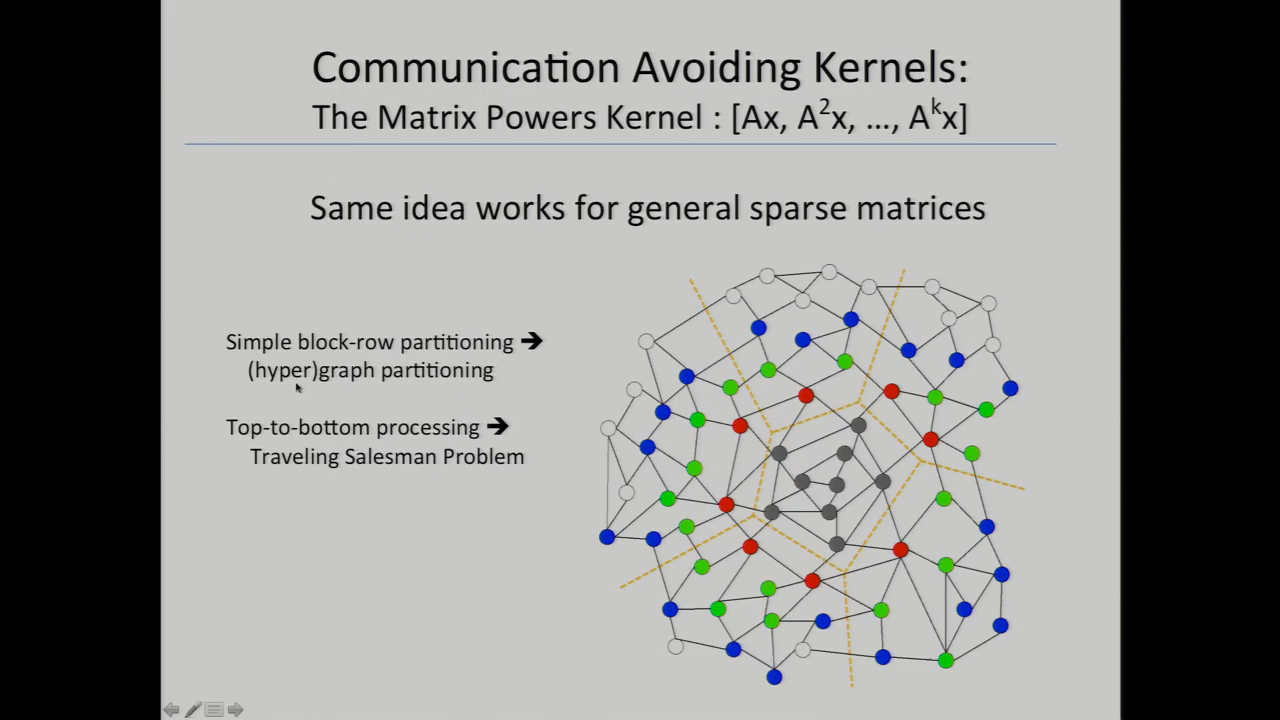 Communication Avoiding Kernels:
The Matrix Powers Kernel : [Ax, A²x, …, Aᵏx]
Same idea works for general sparse matrices
Simple block-row partitioning ➔
(hyper)graph partitioning
Top-to-bottom processing ➔
Traveling Salesman Problem